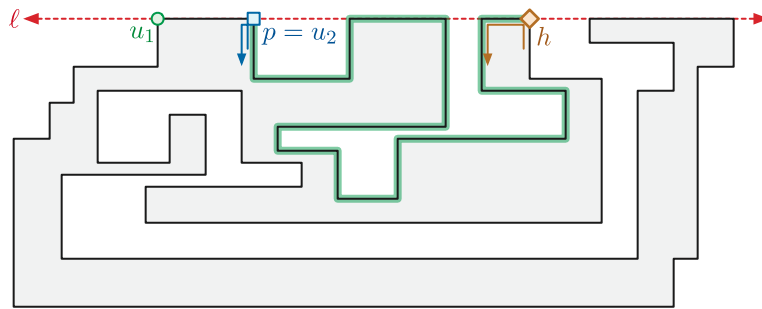 ℓ
u₁
p = u₂
h